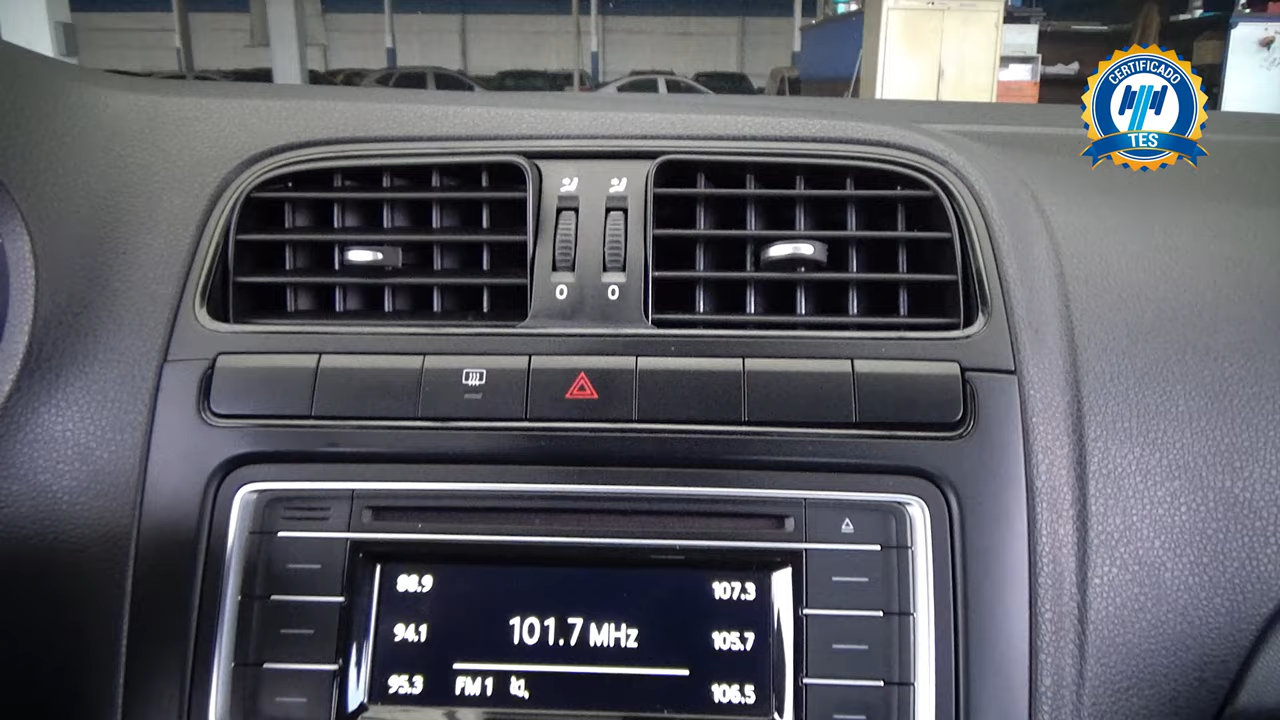 CERTIFICADO
TES
0 0
88.9 107.3
101.7 MHz
94.1 105.7
FM 1
95.3 106.5